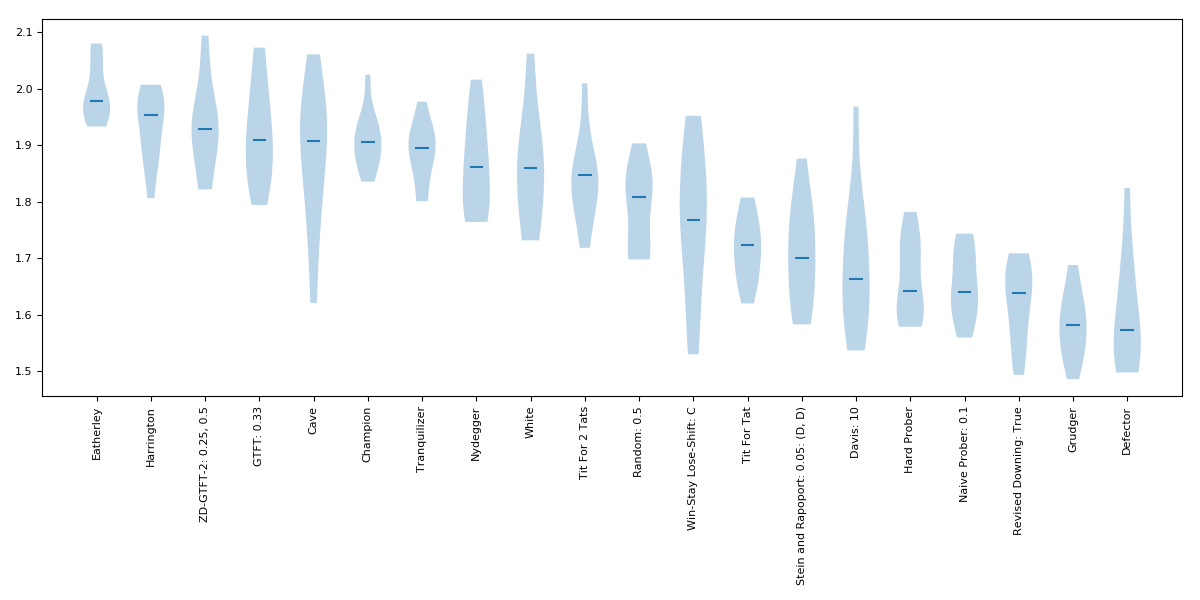 2.1
2.0
1.9
1.8
1.7
1.6
1.5
Eatherley
Harrington
ZD-GTFT-2: 0.25, 0.5
GTFT: 0.33
Cave
Champion
Tranquilizer
Nydegger
White
Tit For 2 Tats
Random: 0.5
Win-Stay Lose-Shift: C
Tit For Tat
Stein and Rapoport: 0.05: (D, D)
Davis: 10
Hard Prober
Naive Prober: 0.1
Revised Downing: True
Grudger
Defector